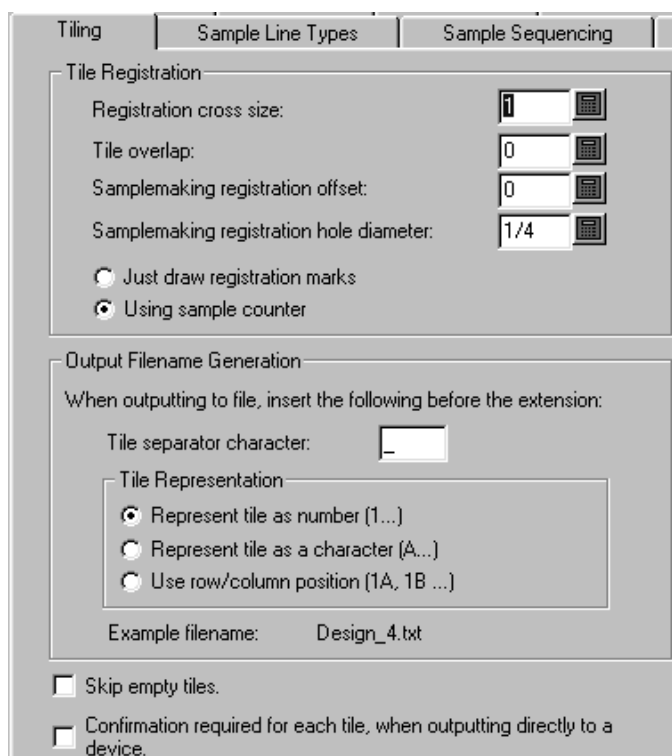 Tiling
Sample Line Types
Sample Sequencing
Tile Registration
Registration cross size: 1
Tile overlap: 0
Samplemaking registration offset: 0
Samplemaking registration hole diameter: 1/4
Just draw registration marks
Using sample counter
Output Filename Generation
When outputting to file, insert the following before the extension:
Tile separator character: _
Tile Representation
Represent tile as number (1...)
Represent tile as a character (A...)
Use row/column position (1A, 1B ...)
Example filename: Design_4.txt
Skip empty tiles.
Confirmation required for each tile, when outputting directly to a
device.